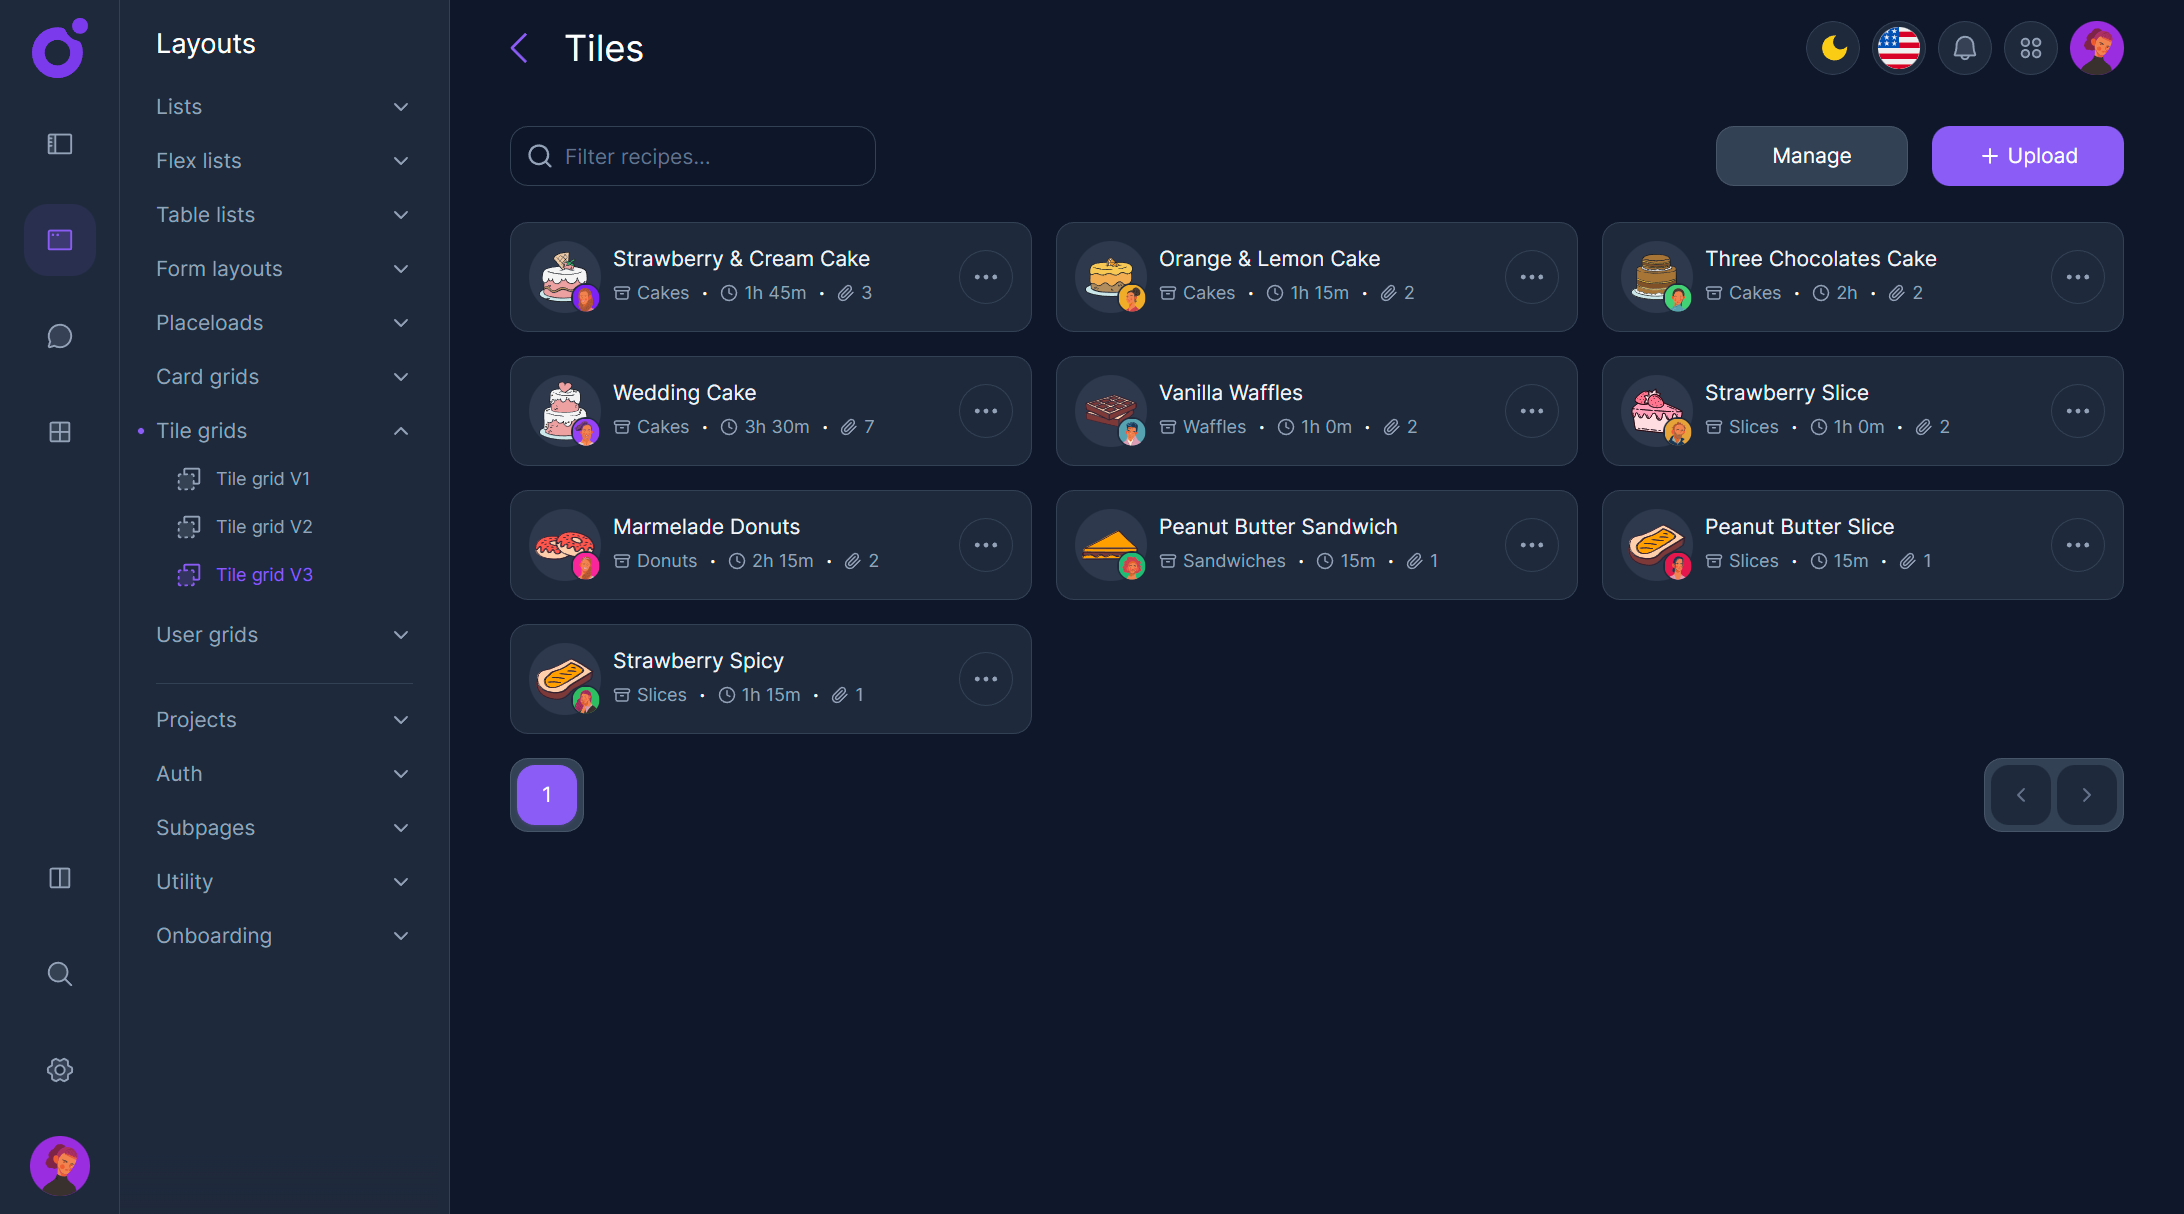 Layouts
Lists
Flex lists
Table lists
Form layouts
Placeloads
Card grids
Tile grids
Tile grid V1
Tile grid V2
Tile grid V3
User grids
Projects
Auth
Subpages
Utility
Onboarding
Tiles
Filter recipes...
Manage
+ Upload
Strawberry & Cream Cake
Cakes • 1h 45m • 3
Orange & Lemon Cake
Cakes • 1h 15m • 2
Three Chocolates Cake
Cakes • 2h • 2
Wedding Cake
Cakes • 3h 30m • 7
Vanilla Waffles
Waffles • 1h 0m • 2
Strawberry Slice
Slices • 1h 0m • 2
Marmelade Donuts
Donuts • 2h 15m • 2
Peanut Butter Sandwich
Sandwiches • 15m • 1
Peanut Butter Slice
Slices • 15m • 1
Strawberry Spicy
Slices • 1h 15m • 1
1